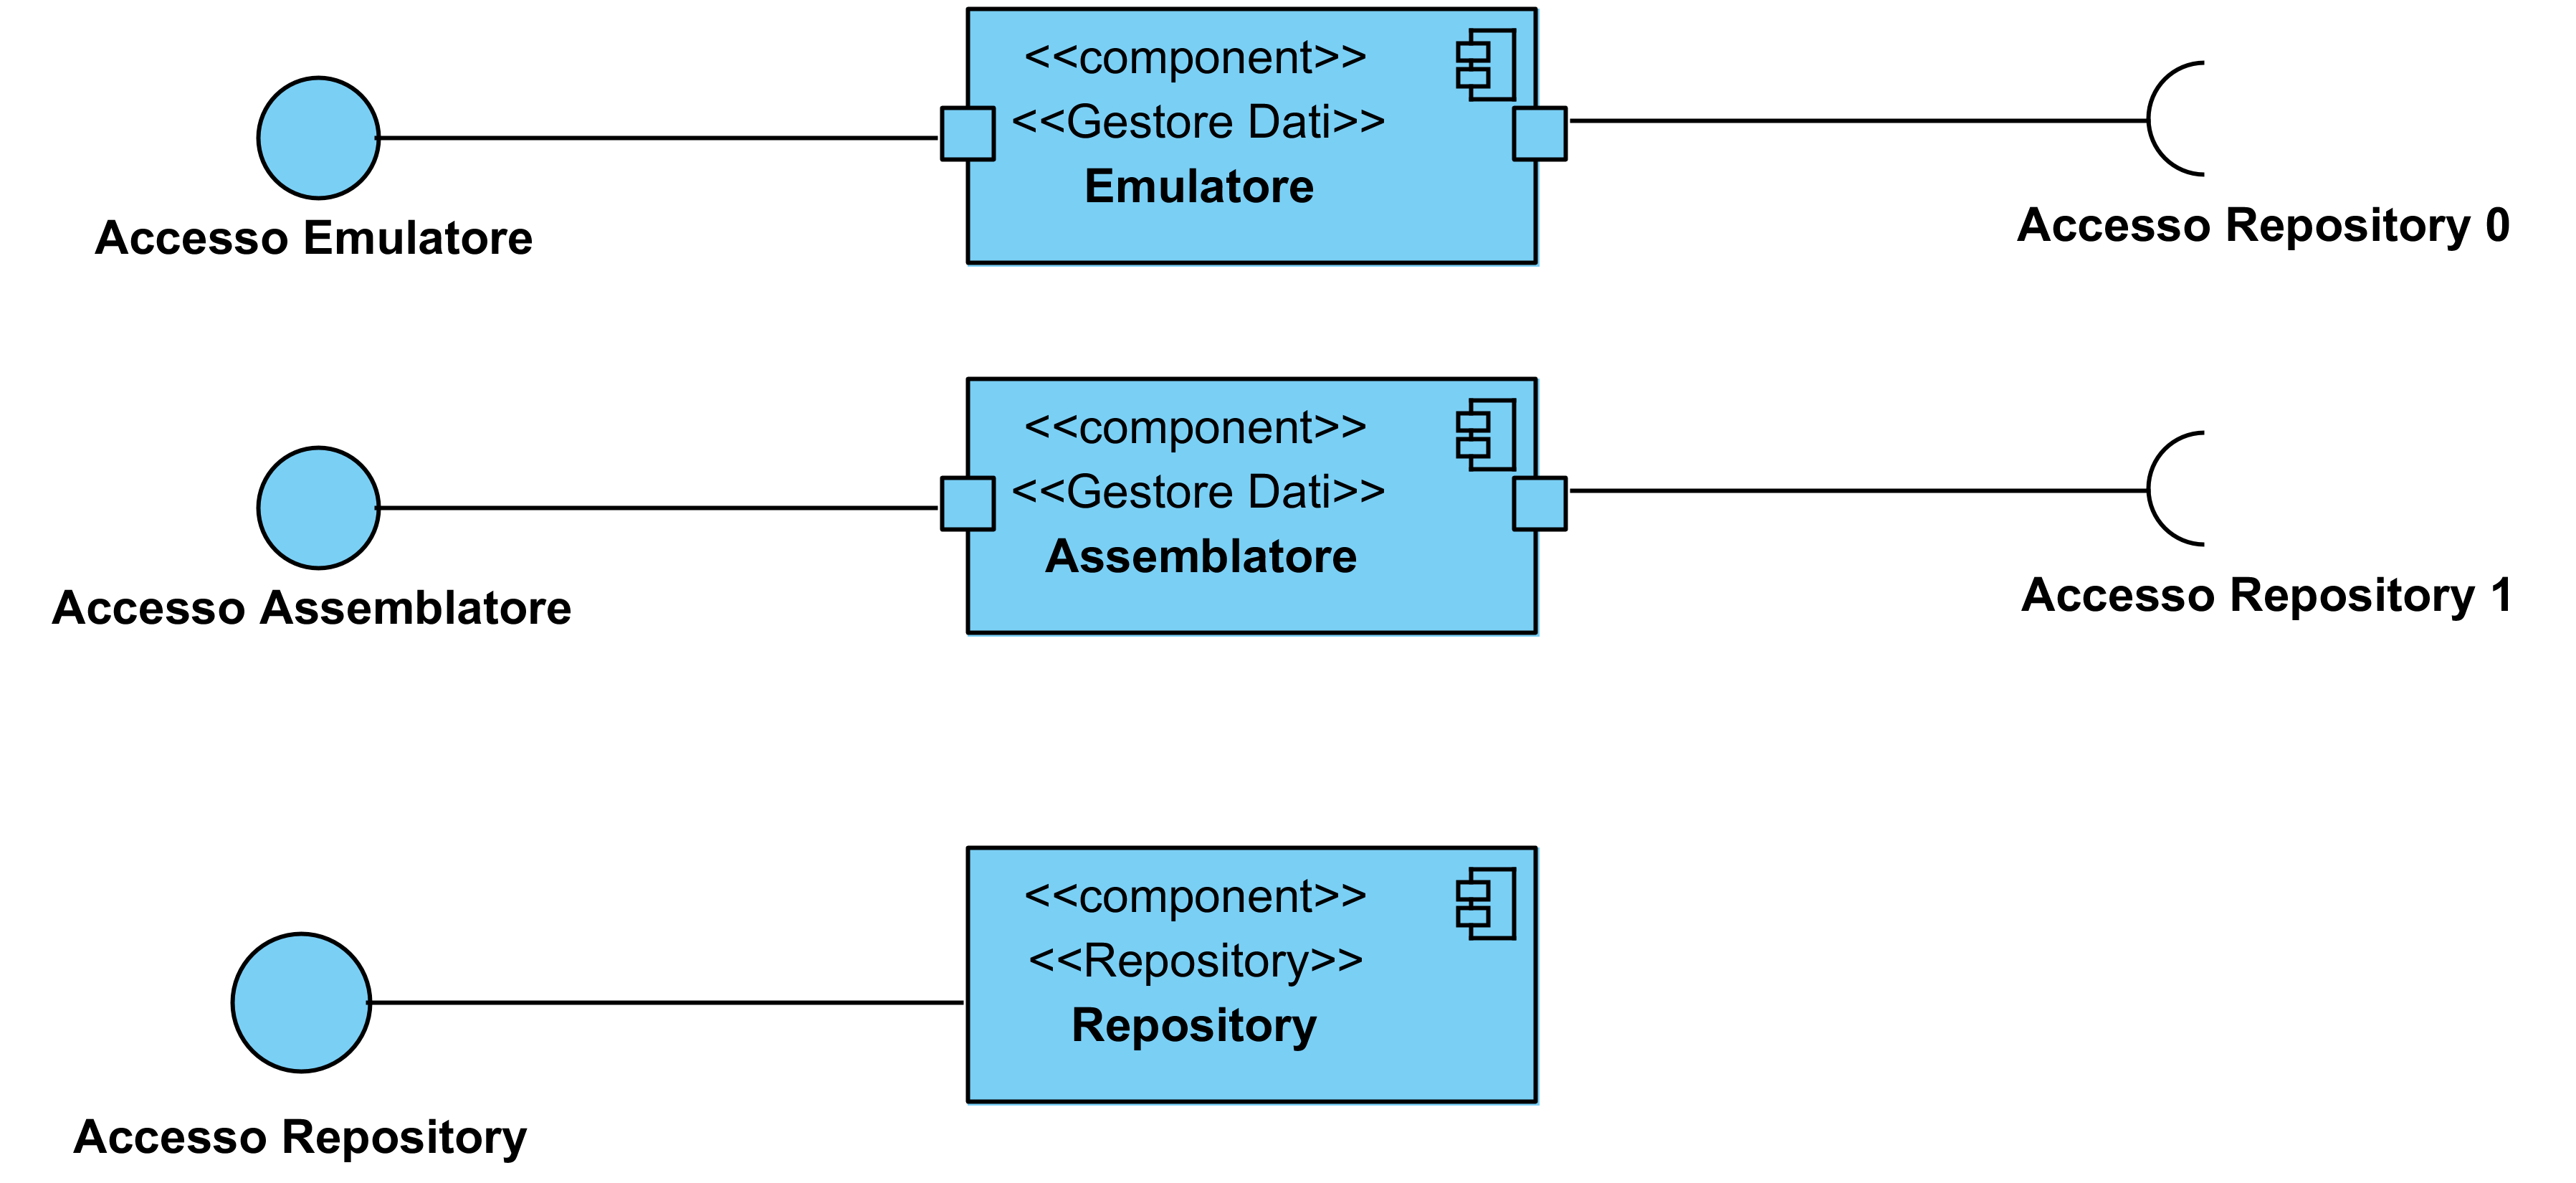 <<component>>
<<Gestore Dati>>
Emulatore
Accesso Emulatore
Accesso Repository 0
<<component>>
<<Gestore Dati>>
Assemblatore
Accesso Assemblatore
Accesso Repository 1
<<component>>
<<Repository>>
Repository
Accesso Repository